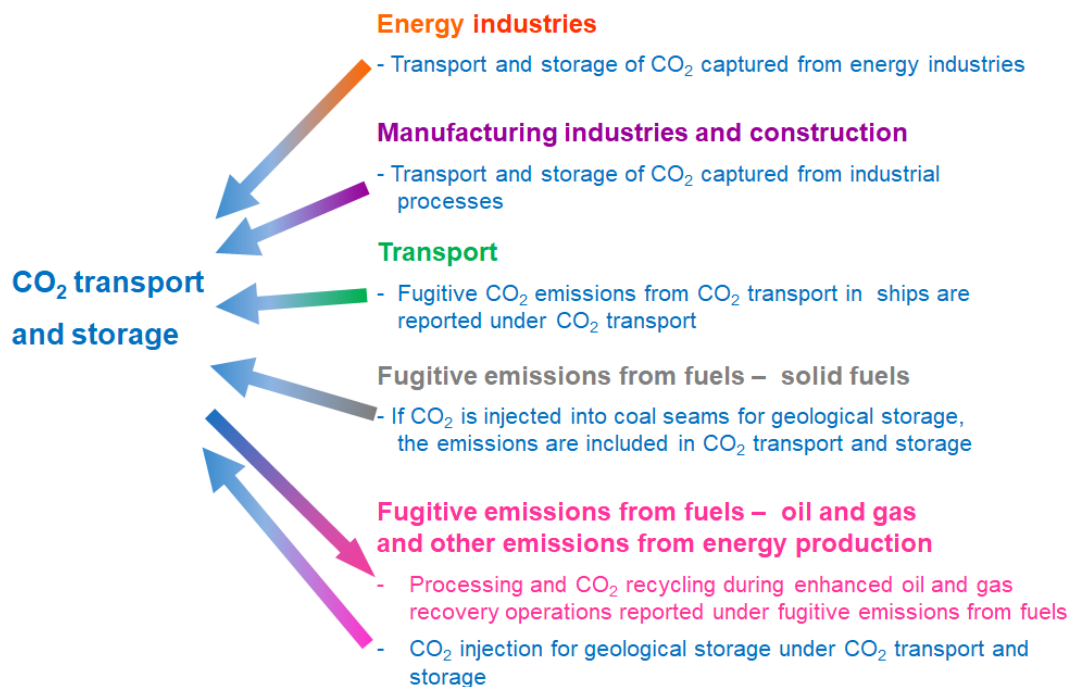 Energy industries
- Transport and storage of CO₂ captured from energy industries
Manufacturing industries and construction
- Transport and storage of CO₂ captured from industrial
processes
Transport
- Fugitive CO₂ emissions from CO₂ transport in ships are
reported under CO₂ transport
CO₂ transport
and storage
Fugitive emissions from fuels – solid fuels
- If CO₂ is injected into coal seams for geological storage,
the emissions are included in CO₂ transport and storage
Fugitive emissions from fuels – oil and gas
and other emissions from energy production
- Processing and CO₂ recycling during enhanced oil and gas
recovery operations reported under fugitive emissions from fuels
- CO₂ injection for geological storage under CO₂ transport and
storage